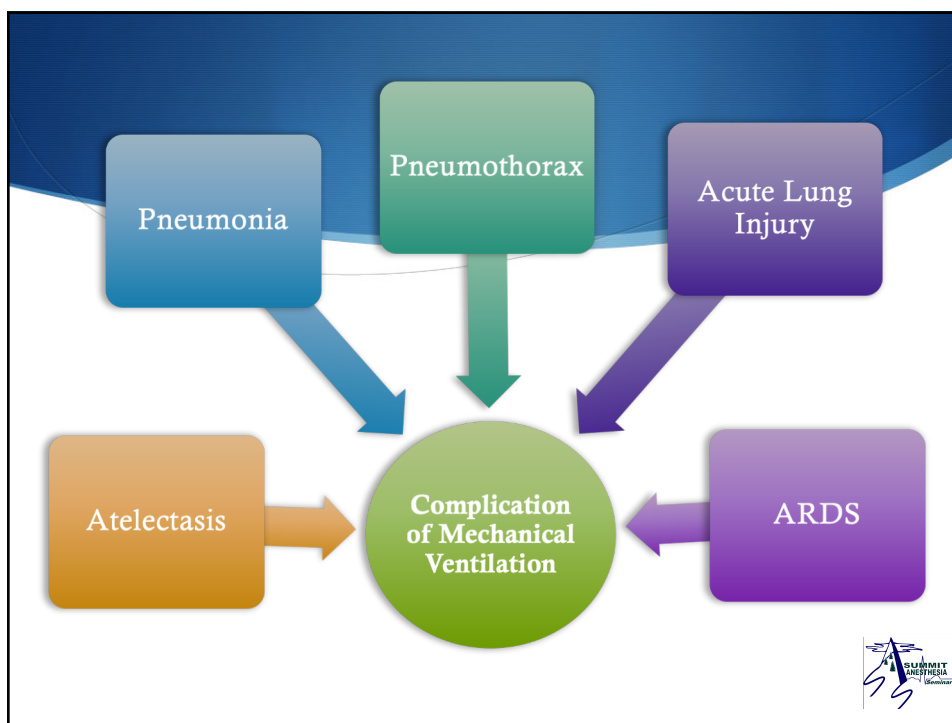 Pneumothorax
Pneumonia
Acute Lung
Injury
Atelectasis
Complication
of Mechanical
Ventilation
ARDS
SUMMIT
ANESTHESIA
Seminar